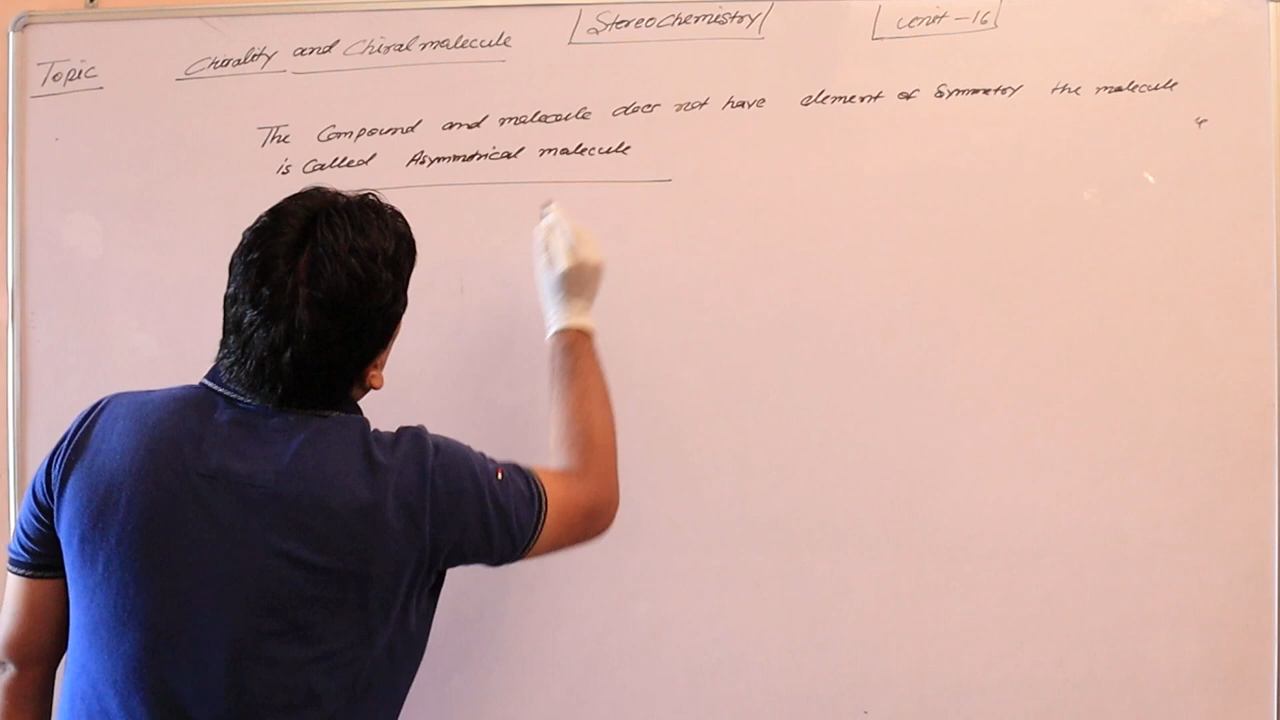 Stereochemistry
Unit - 16
Topic
Chirality and Chiral molecule
The Compound and molecule does not have element of Symmetry the molecule
is Called Asymmetrical molecule